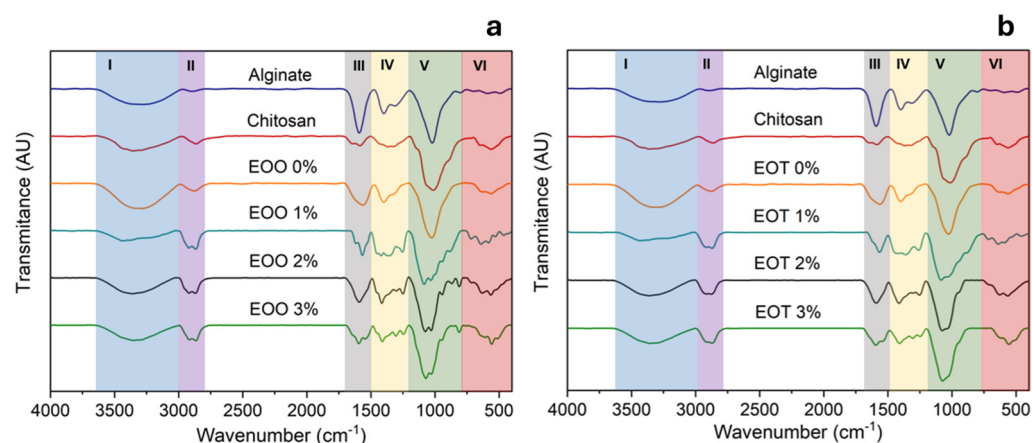 a
I II III IV V VI
Alginate
Chitosan
EOO 0%
EOO 1%
EOO 2%
EOO 3%
Transmitance (AU)
4000 3500 3000 2500 2000 1500 1000 500
Wavenumber (cm⁻¹)
b
I II III IV V VI
Alginate
Chitosan
EOT 0%
EOT 1%
EOT 2%
EOT 3%
Transmitance (AU)
4000 3500 3000 2500 2000 1500 1000 500
Wavenumber (cm⁻¹)